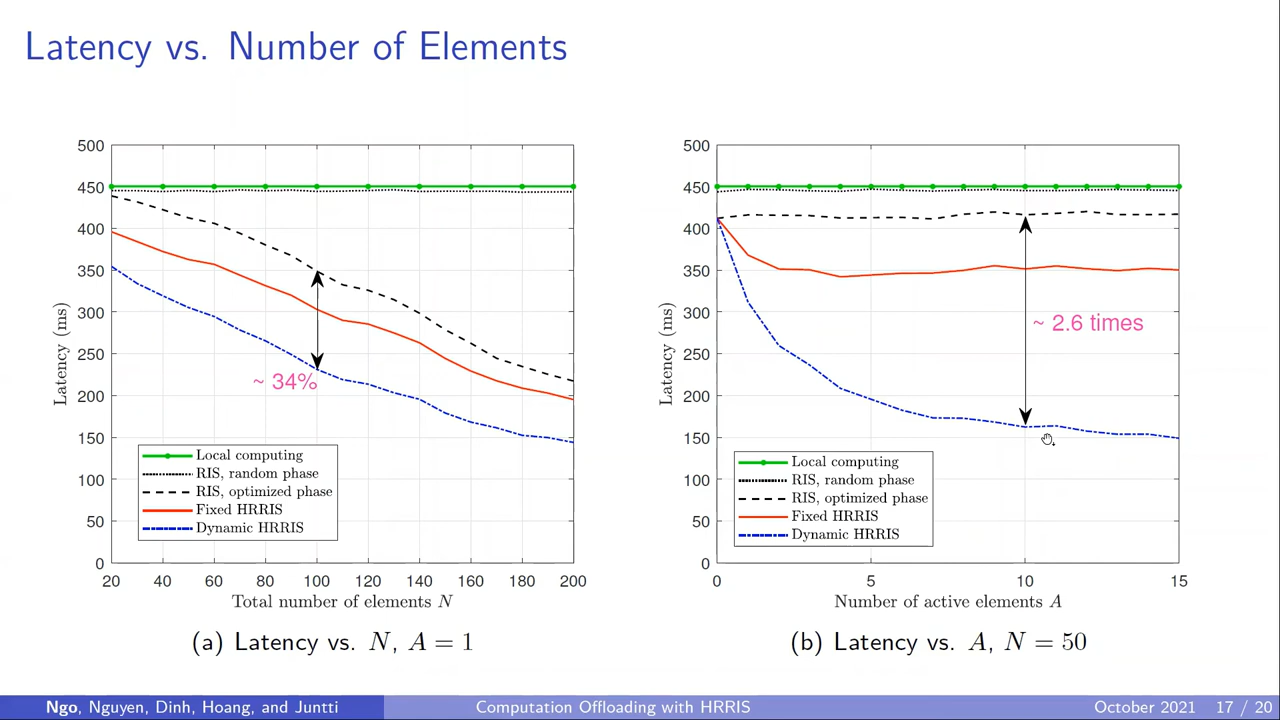 Latency vs. Number of Elements
500
450
400
350
300
250
200
150
100
50
0
Latency (ms)
~ 34%
Local computing
RIS, random phase
RIS, optimized phase
Fixed HRRIS
Dynamic HRRIS
20 40 60 80 100 120 140 160 180 200
Total number of elements N
(a) Latency vs. N, A = 1
500
450
400
350
300
250
200
150
100
50
0
Latency (ms)
~ 2.6 times
Local computing
RIS, random phase
RIS, optimized phase
Fixed HRRIS
Dynamic HRRIS
0 5 10 15
Number of active elements A
(b) Latency vs. A, N = 50
Ngo, Nguyen, Dinh, Hoang, and Juntti Computation Offloading with HRRIS October 2021 17 / 20